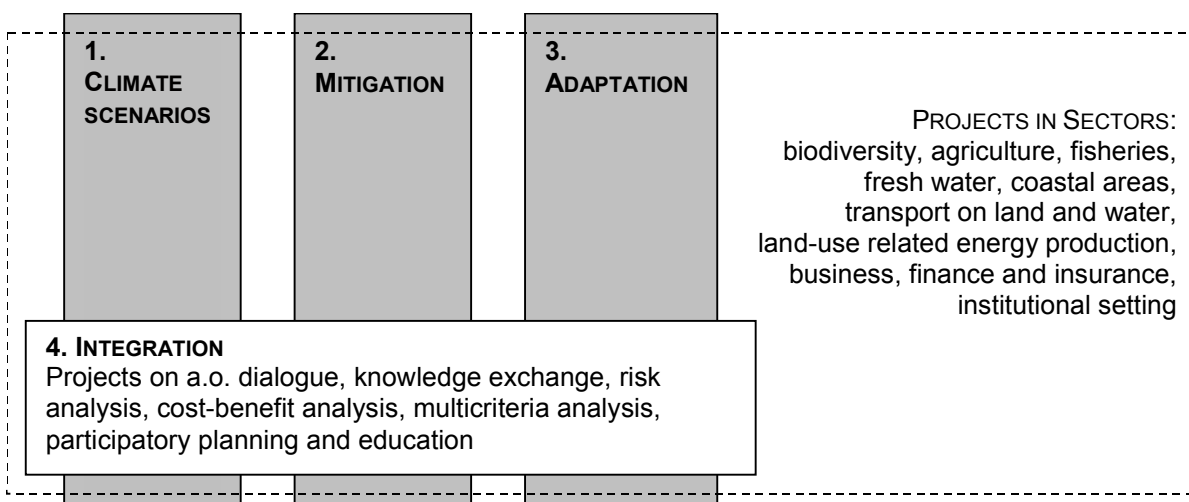 1.
CLIMATE
SCENARIOS
2.
MITIGATION
3.
ADAPTATION
PROJECTS IN SECTORS:
biodiversity, agriculture, fisheries,
fresh water, coastal areas,
transport on land and water,
land-use related energy production,
business, finance and insurance,
institutional setting
4. INTEGRATION
Projects on a.o. dialogue, knowledge exchange, risk
analysis, cost-benefit analysis, multicriteria analysis,
participatory planning and education